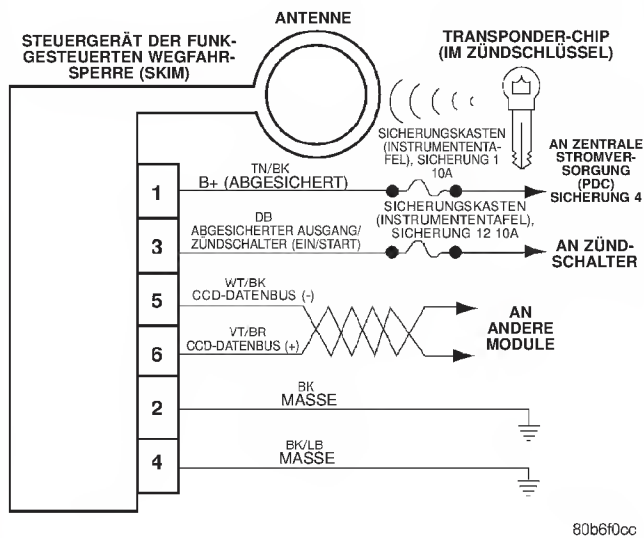 ANTENNE
STEUERGERÄT DER FUNK-
GESTEUERTEN WEGFAHR-
SPERRE (SKIM)
TRANSPONDER-CHIP
(IM ZÜNDSCHLÜSSEL)
SICHERUNGSKASTEN
(INSTRUMENTENTA-
FEL), SICHERUNG 1
10A
AN ZENTRALE
STROMVER-
SORGUNG
(PDC)
SICHERUNG 4
1
TN/BK
B+ (ABGESICHERT)
SICHERUNGSKASTEN
(INSTRUMENTENTAFEL),
SICHERUNG 12 10A
3
DB
ABGESICHERTER AUSGANG/
ZÜNDSCHALTER (EIN/START)
AN ZÜND-
SCHALTER
5
WT/BK
CCD-DATENBUS (-)
6
VT/BR
CCD-DATENBUS (+)
AN
ANDERE
MODULE
2
BK
MASSE
4
BK/LB
MASSE
80b6f0cc